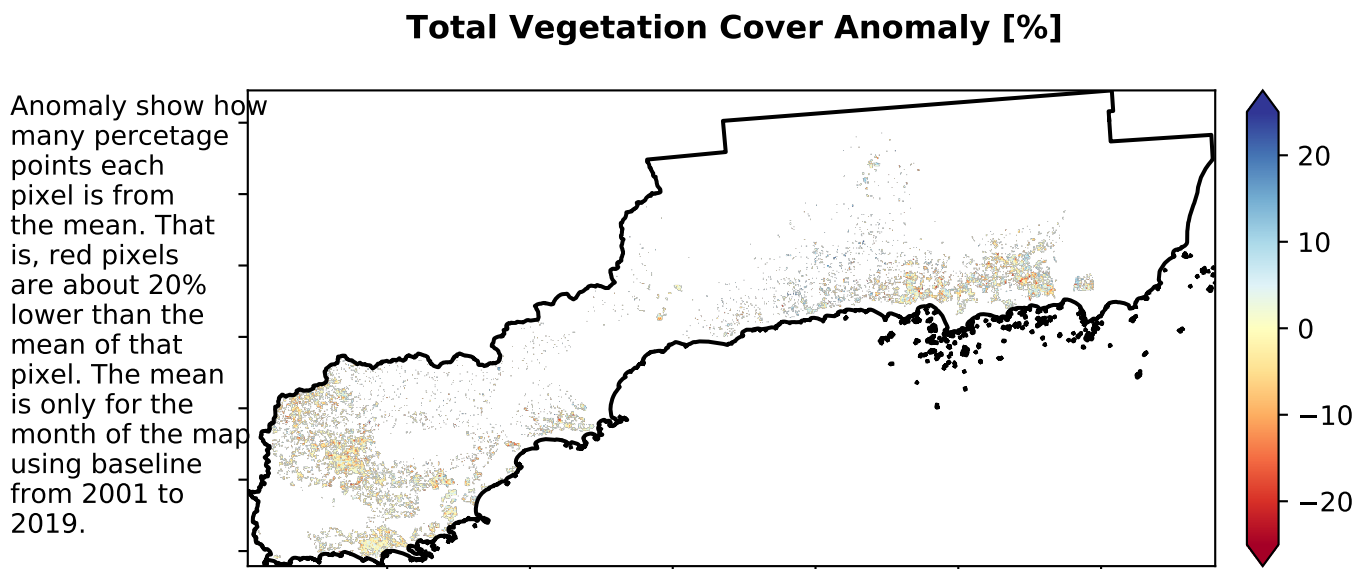 Total Vegetation Cover Anomaly [%]
Anomaly show how
many percetage
points each
pixel is from
the mean. That
is, red pixels
are about 20%
lower than the
mean of that
pixel. The mean
is only for the
month of the map
using baseline
from 2001 to
2019.
20
10
0
−10
−20